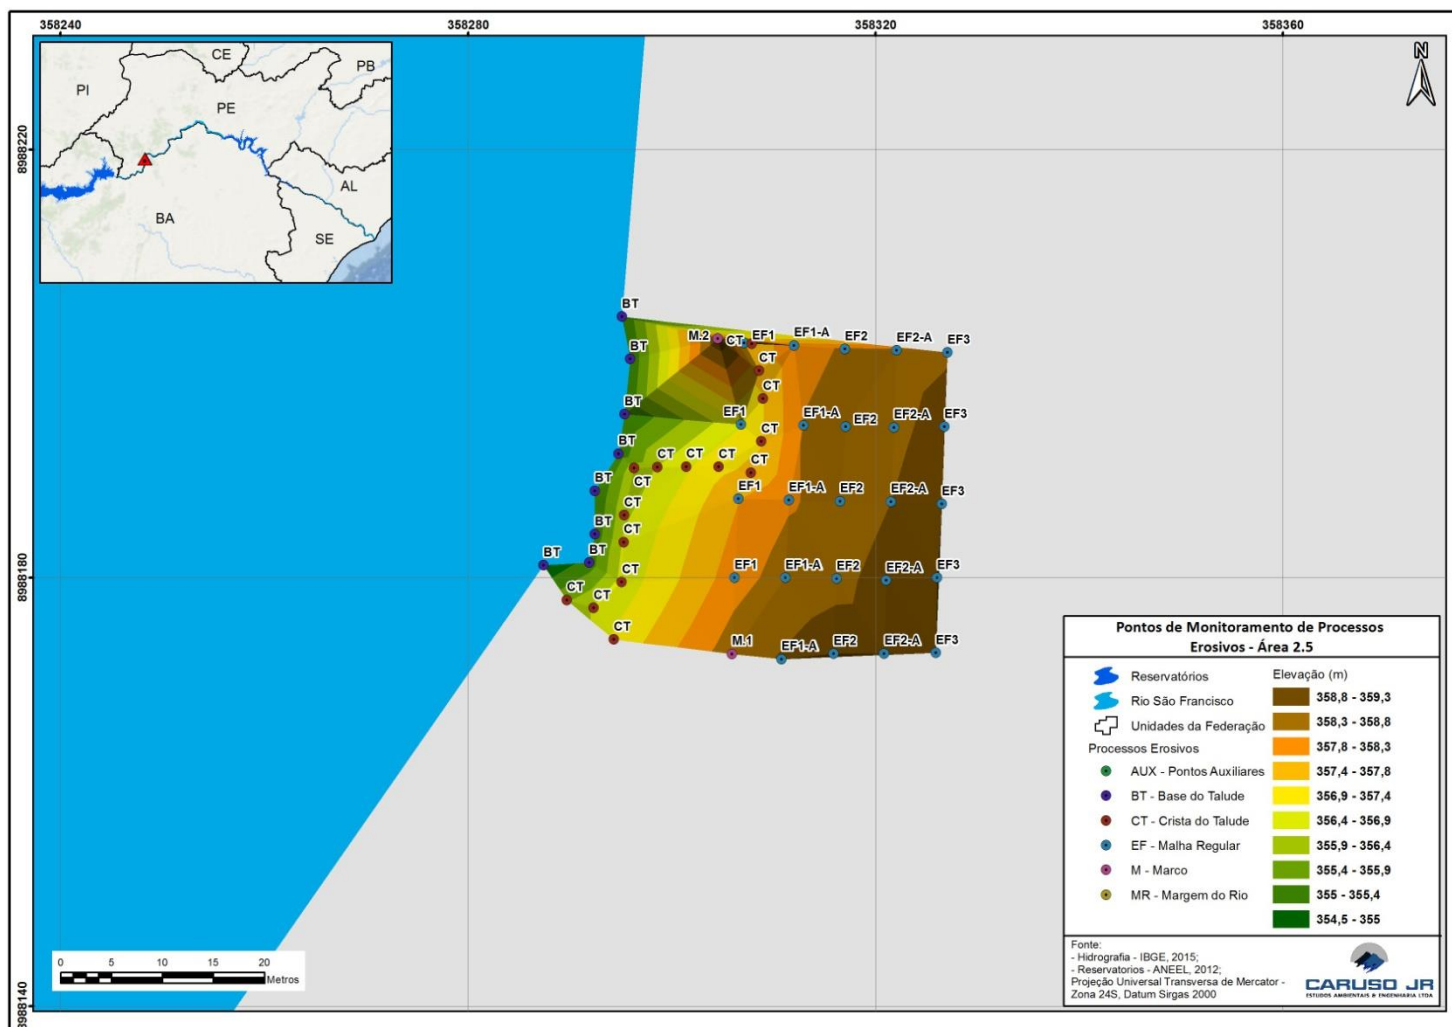 358240
358280
358320
358360
8988220
8988180
8988140
CE
PB
PI
PE
AL
BA
SE
N
BT
M.2
CT
EF1
EF1-A
EF2
EF2-A
EF3
BT
CT
CT
BT
EF1
EF1-A
EF2
EF2-A
EF3
CT
BT
CT
CT
CT
CT
CT
BT
EF1
EF1-A
EF2
EF2-A
EF3
CT
BT
CT
BT
BT
CT
EF1
EF1-A
EF2
EF2-A
EF3
CT
CT
CT
M.1
EF1-A
EF2
EF2-A
EF3
0 5 10 15 20
Metros
Pontos de Monitoramento de Processos
Erosivos - Área 2.5
Reservatórios
Rio São Francisco
Unidades da Federação
Processos Erosivos
AUX - Pontos Auxiliares
BT - Base do Talude
CT - Crista do Talude
EF - Malha Regular
M - Marco
MR - Margem do Rio
Elevação (m)
358,8 - 359,3
358,3 - 358,8
357,8 - 358,3
357,4 - 357,8
356,9 - 357,4
356,4 - 356,9
355,9 - 356,4
355,4 - 355,9
355 - 355,4
354,5 - 355
Fonte:
- Hidrografia - IBGE, 2015;
- Reservatorios - ANEEL, 2012;
Projeção Universal Transversa de Mercator -
Zona 24S, Datum Sirgas 2000
CARUSO JR
ESTUDOS AMBIENTAIS & ENGENHARIA LTDA